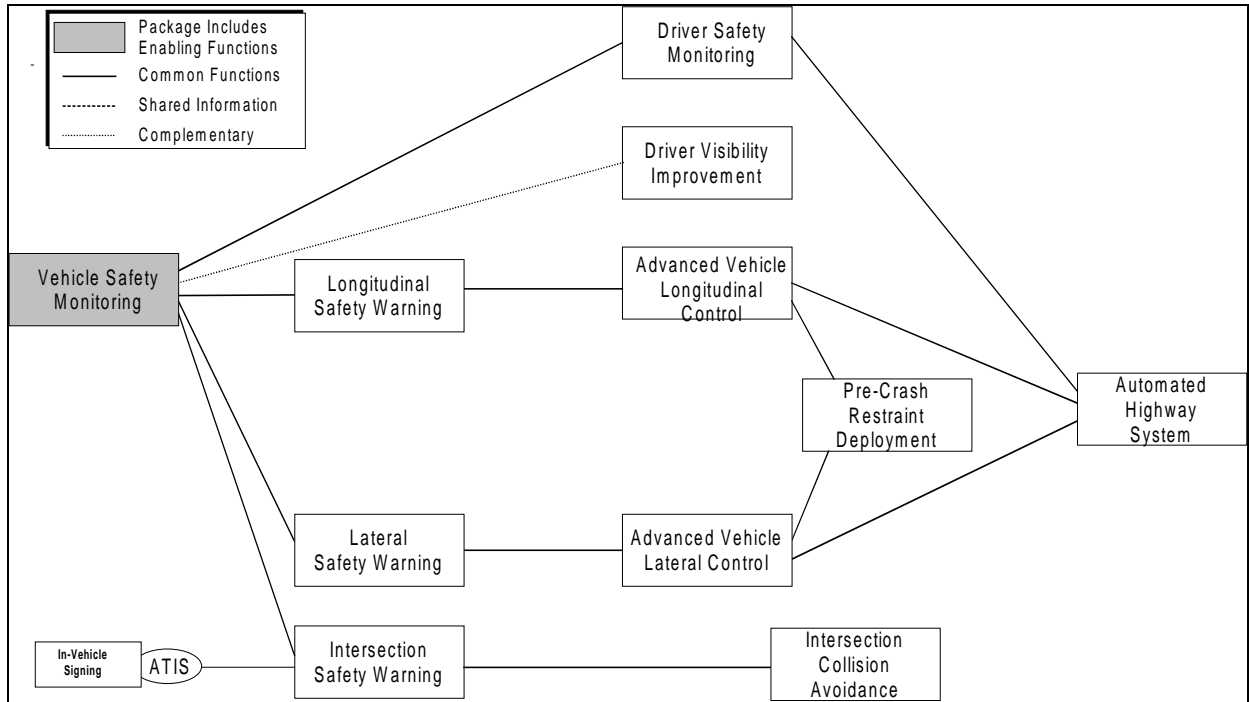 Package Includes
Enabling Functions
Common Functions
Shared Information
Complementary
Driver Safety
Monitoring
Driver Visibility
Improvement
Vehicle Safety
Monitoring
Longitudinal
Safety Warning
Advanced Vehicle
Longitudinal
Control
Pre-Crash
Restraint
Deployment
Automated
Highway
System
Lateral
Safety Warning
Advanced Vehicle
Lateral Control
In-Vehicle
Signing
ATIS
Intersection
Safety Warning
Intersection
Collision
Avoidance